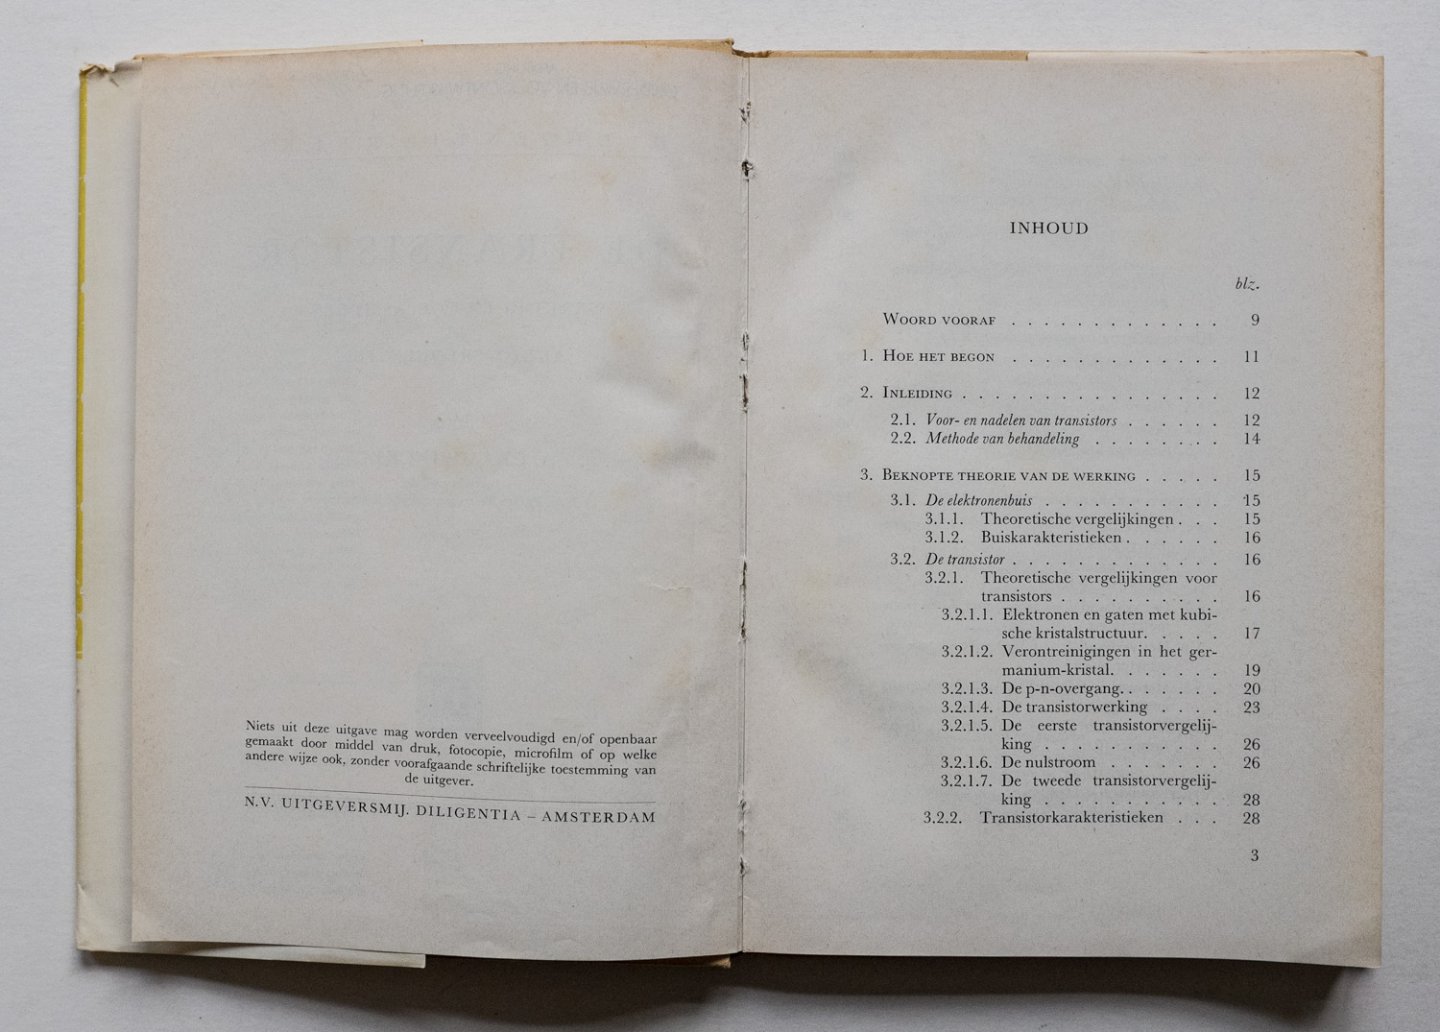 Niets uit deze uitgave mag worden verveelvoudigd en/of openbaar
gemaakt door middel van druk, fotocopie, microfilm of op welke
andere wijze ook, zonder voorafgaande schriftelijke toestemming van
de uitgever.
N.V. UITGEVERSMIJ. DILIGENTIA – AMSTERDAM
INHOUD
blz.
WOORD VOORAF . . . . . . . . . . . . . 9
1. HOE HET BEGON . . . . . . . . . . . . . 11
2. INLEIDING . . . . . . . . . . . . . . . . 12
2.1. Voor- en nadelen van transistors . . . . . . 12
2.2. Methode van behandeling . . . . . . . . 14
3. BEKNOPTE THEORIE VAN DE WERKING . . . . . 15
3.1. De elektronenbuis . . . . . . . . . . . 15
3.1.1. Theoretische vergelijkingen . . . 15
3.1.2. Buiskarakteristieken . . . . . . 16
3.2. De transistor . . . . . . . . . . . . . 16
3.2.1. Theoretische vergelijkingen voor
transistors . . . . . . . . . . 16
3.2.1.1. Elektronen en gaten met kubi-
sche kristalstructuur. . . . . 17
3.2.1.2. Verontreinigingen in het ger-
manium-kristal. . . . . . . 19
3.2.1.3. De p-n-overgang. . . . . . 20
3.2.1.4. De transistorwerking . . . . 23
3.2.1.5. De eerste transistorvergelij-
king . . . . . . . . . . . 26
3.2.1.6. De nulstroom . . . . . . . 26
3.2.1.7. De tweede transistorvergelij-
king . . . . . . . . . . . 28
3.2.2. Transistorkarakteristieken . . . 28
3